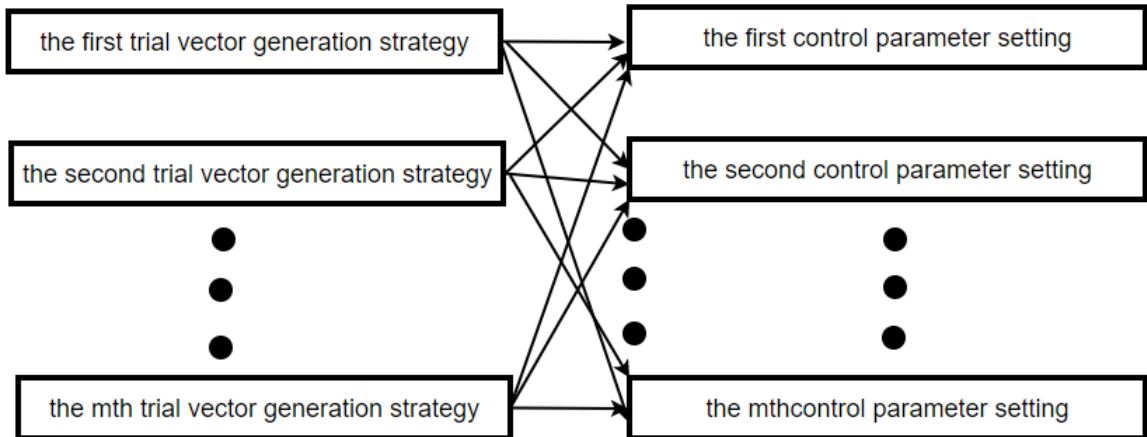 the first trial vector generation strategy
the first control parameter setting
the second trial vector generation strategy
the second control parameter setting
the mth trial vector generation strategy
the mthcontrol parameter setting